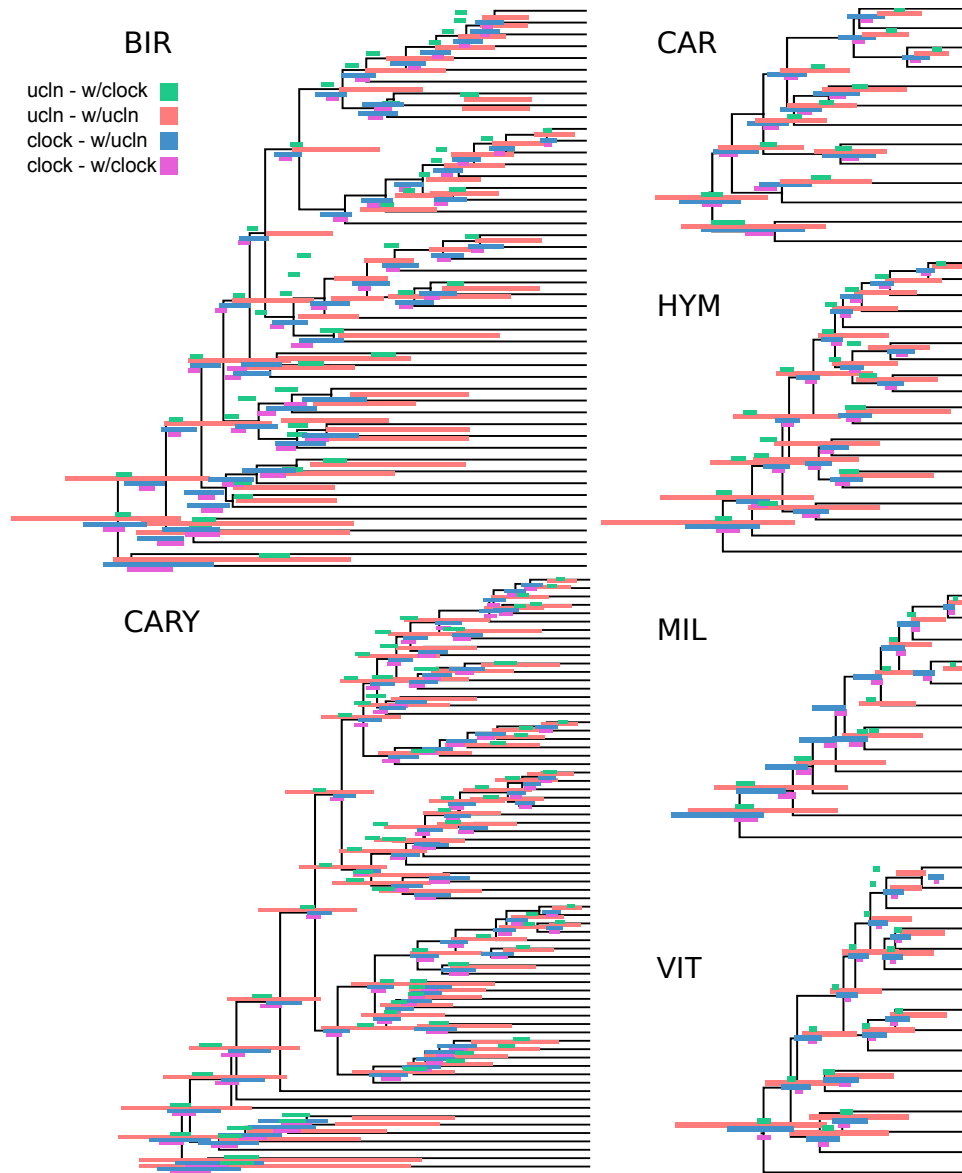 BIR
ucln - w/clock
ucln - w/ucln
clock - w/ucln
clock - w/clock
CAR
HYM
CARY
MIL
VIT